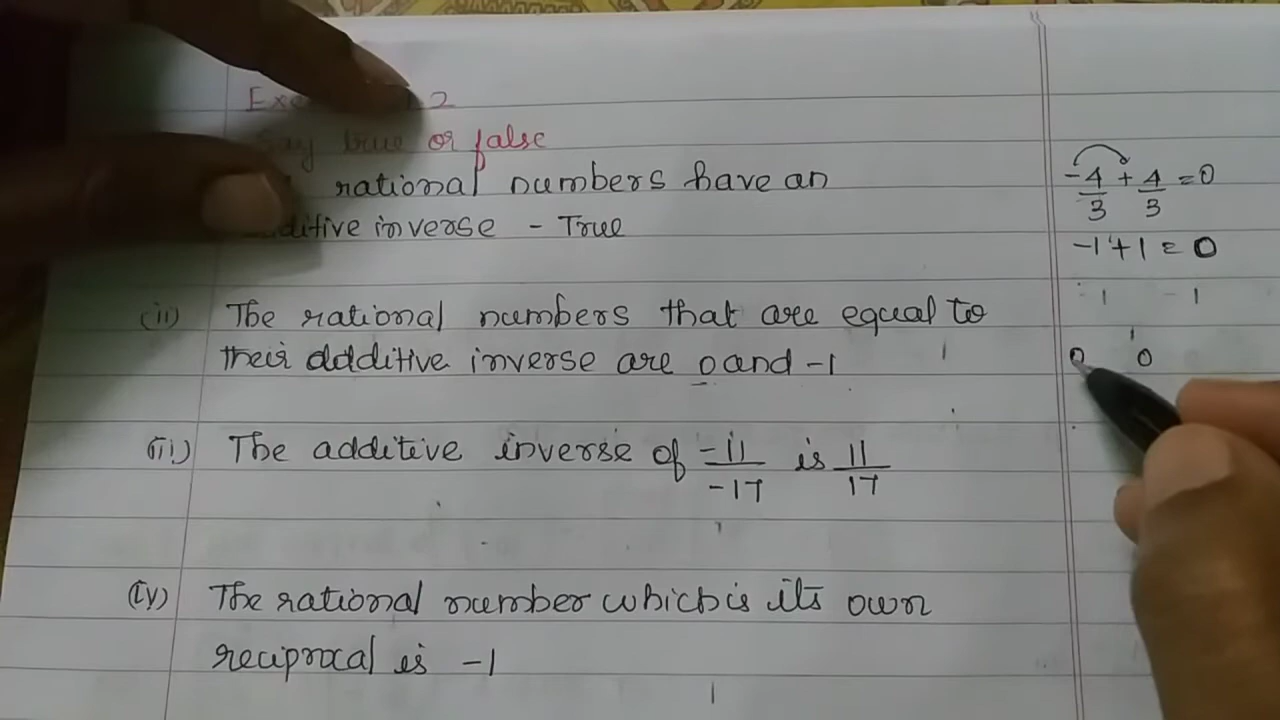 2
Say true or false
rational numbers have an
additive inverse - True
(ii) The rational numbers that are equal to
their additive inverse are 0 and -1
(iii) The additive inverse of -11/-17 is 11/17
(iv) The rational number which is its own
reciprocal is -1
-4/3 + 4/3 = 0
-1 + 1 = 0
-1 -1
0 0